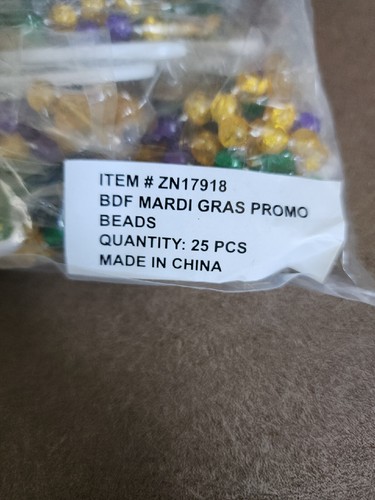 ITEM # ZN17918
BDF MARDI GRAS PROMO
BEADS
QUANTITY: 25 PCS
MADE IN CHINA